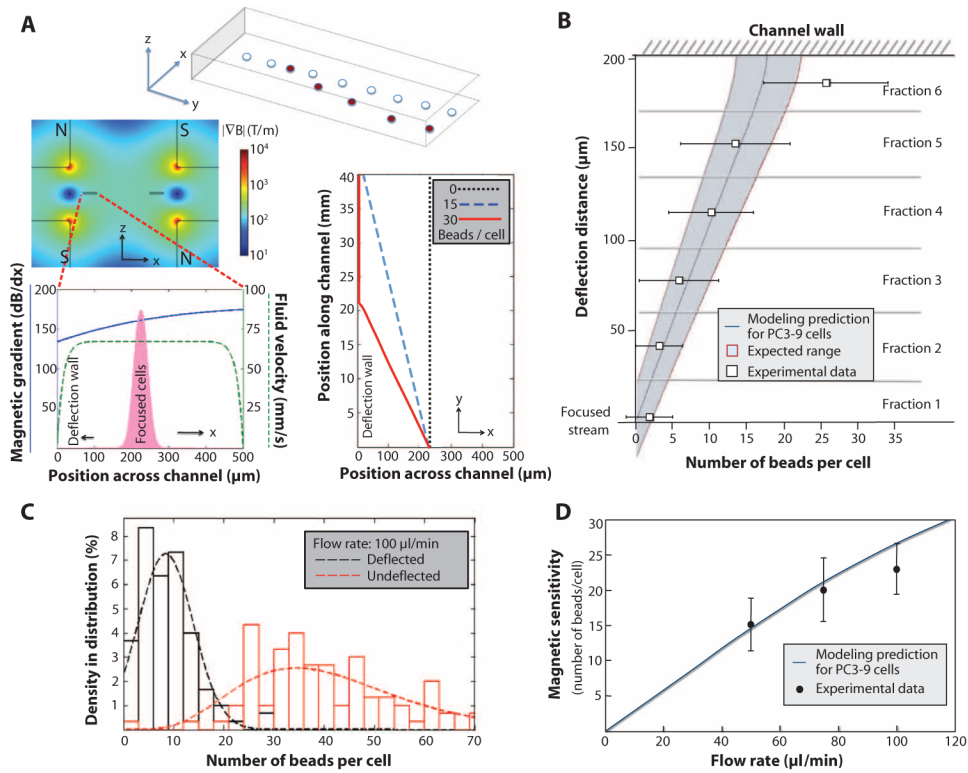 A
z
x
y
N
S
S
N
z
x
|∇B| (T/m)
10⁴
10³
10²
10¹
Magnetic gradient (dB/dx)
200
150
100
50
Deflection wall
Focused cells
x
100
75
50
25
Fluid velocity (mm/s)
0
100
200
300
400
500
Position across channel (µm)
Position along channel (mm)
40
35
30
25
20
15
10
5
0
15
30
Beads / cell
Deflection wall
y
x
0
100
200
300
400
500
Position across channel (µm)
B
Channel wall
Deflection distance (µm)
200
150
100
50
Focused
stream
Fraction 6
Fraction 5
Fraction 4
Fraction 3
Fraction 2
Fraction 1
Modeling prediction
for PC3-9 cells
Expected range
Experimental data
0
5
10
15
20
25
30
35
Number of beads per cell
C
Density in distribution (%)
8
7
6
5
4
3
2
1
Flow rate: 100 µl/min
Deflected
Undeflected
0
10
20
30
40
50
60
70
Number of beads per cell
D
Magnetic sensitivity
(number of beads/cell)
30
25
20
15
10
5
Modeling prediction
for PC3-9 cells
Experimental data
0
20
40
60
80
100
120
Flow rate (µl/min)